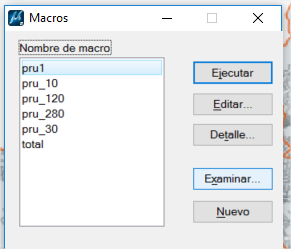 Macros
Nombre de macro
pru1
pru_10
pru_120
pru_280
pru_30
total
Ejecutar
Editar...
Detalle...
Examinar...
Nuevo